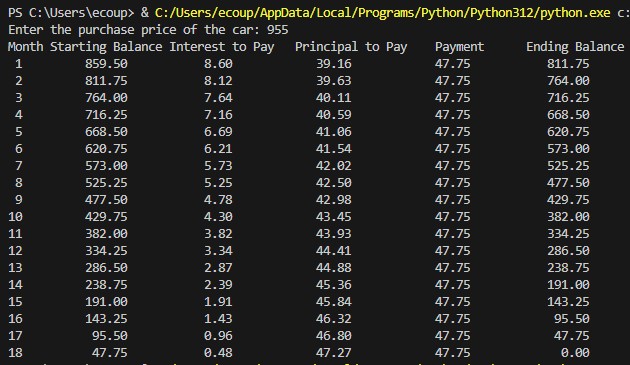 PS C:\Users\ecoup> & C:/Users/ecoup/AppData/Local/Programs/Python/Python312/python.exe c:
Enter the purchase price of the car: 955
Month Starting Balance Interest to Pay Principal to Pay Payment Ending Balance
1 859.50 8.60 39.16 47.75 811.75
2 811.75 8.12 39.63 47.75 764.00
3 764.00 7.64 40.11 47.75 716.25
4 716.25 7.16 40.59 47.75 668.50
5 668.50 6.69 41.06 47.75 620.75
6 620.75 6.21 41.54 47.75 573.00
7 573.00 5.73 42.02 47.75 525.25
8 525.25 5.25 42.50 47.75 477.50
9 477.50 4.78 42.98 47.75 429.75
10 429.75 4.30 43.45 47.75 382.00
11 382.00 3.82 43.93 47.75 334.25
12 334.25 3.34 44.41 47.75 286.50
13 286.50 2.87 44.88 47.75 238.75
14 238.75 2.39 45.36 47.75 191.00
15 191.00 1.91 45.84 47.75 143.25
16 143.25 1.43 46.32 47.75 95.50
17 95.50 0.96 46.80 47.75 47.75
18 47.75 0.48 47.27 47.75 0.00